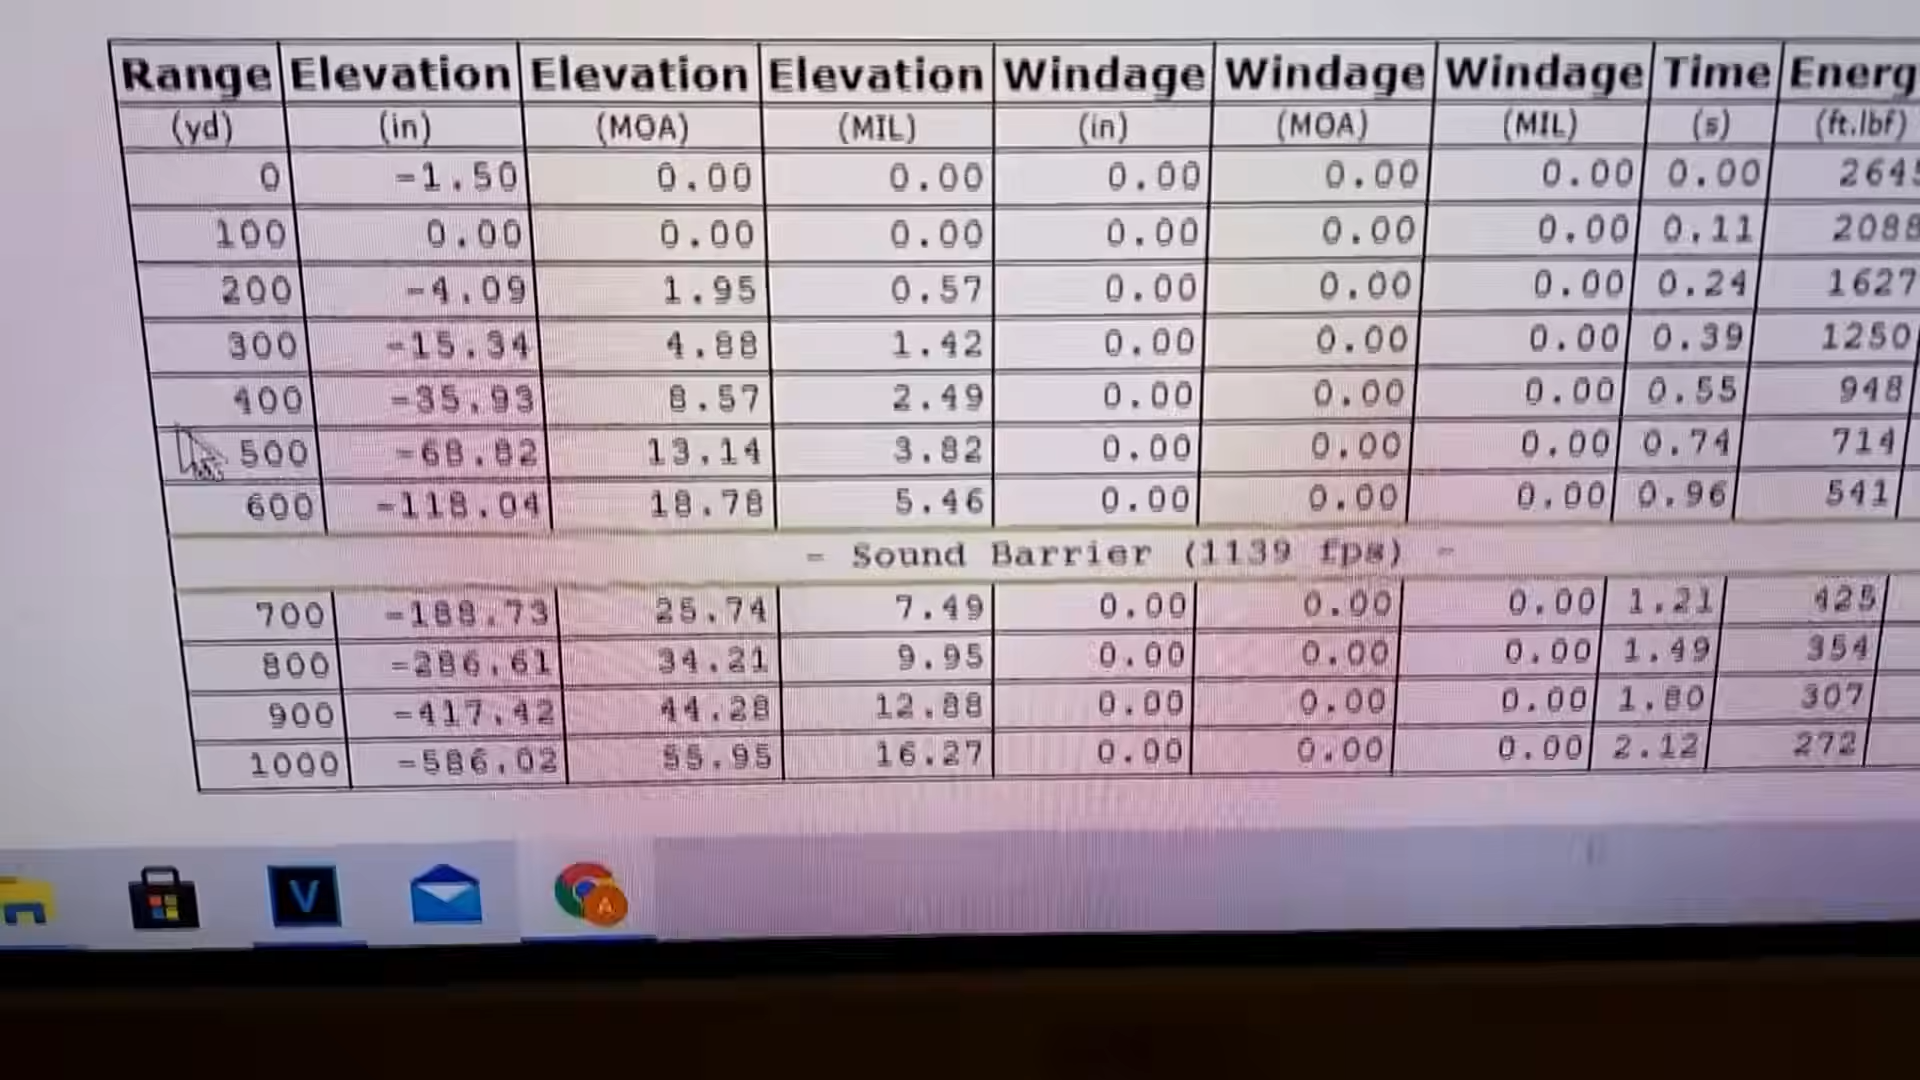 Range Elevation Elevation Elevation Windage Windage Windage Time Energ
(yd) (in) (MOA) (MIL) (in) (MOA) (MIL) (s) (ft.lbf)
0 -1.50 0.00 0.00 0.00 0.00 0.00 0.00 2645
100 0.00 0.00 0.00 0.00 0.00 0.00 0.11 2088
200 -4.09 1.95 0.57 0.00 0.00 0.00 0.24 1627
300 -15.34 4.88 1.42 0.00 0.00 0.00 0.39 1250
400 -35.93 8.57 2.49 0.00 0.00 0.00 0.55 948
500 -68.82 13.14 3.82 0.00 0.00 0.00 0.74 714
600 -118.04 18.78 5.46 0.00 0.00 0.00 0.96 541
- Sound Barrier (1139 fps) -
700 -188.73 25.74 7.49 0.00 0.00 0.00 1.21 425
800 -286.61 34.21 9.95 0.00 0.00 0.00 1.49 354
900 -417.42 44.28 12.88 0.00 0.00 0.00 1.80 307
1000 -586.02 55.95 16.27 0.00 0.00 0.00 2.12 272
V
A